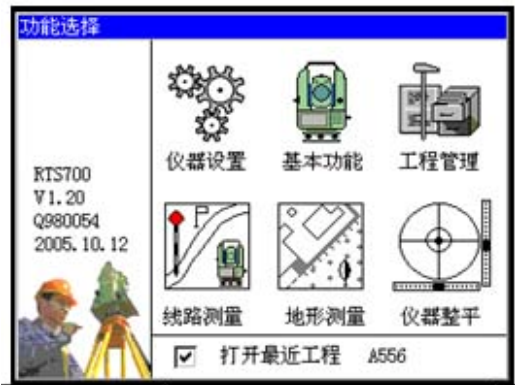 功能选择
RTS700
V1.20
Q980054
2005.10.12
仪器设置 基本功能 工程管理
线路测量 地形测量 仪器整平
打开最近工程 A556